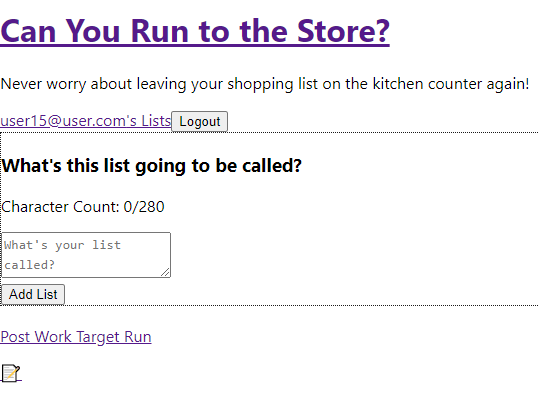 Can You Run to the Store?
Never worry about leaving your shopping list on the kitchen counter again!
user15@user.com's Lists Logout
What's this list going to be called?
Character Count: 0/280
What's your list
called?
Add List
Post Work Target Run